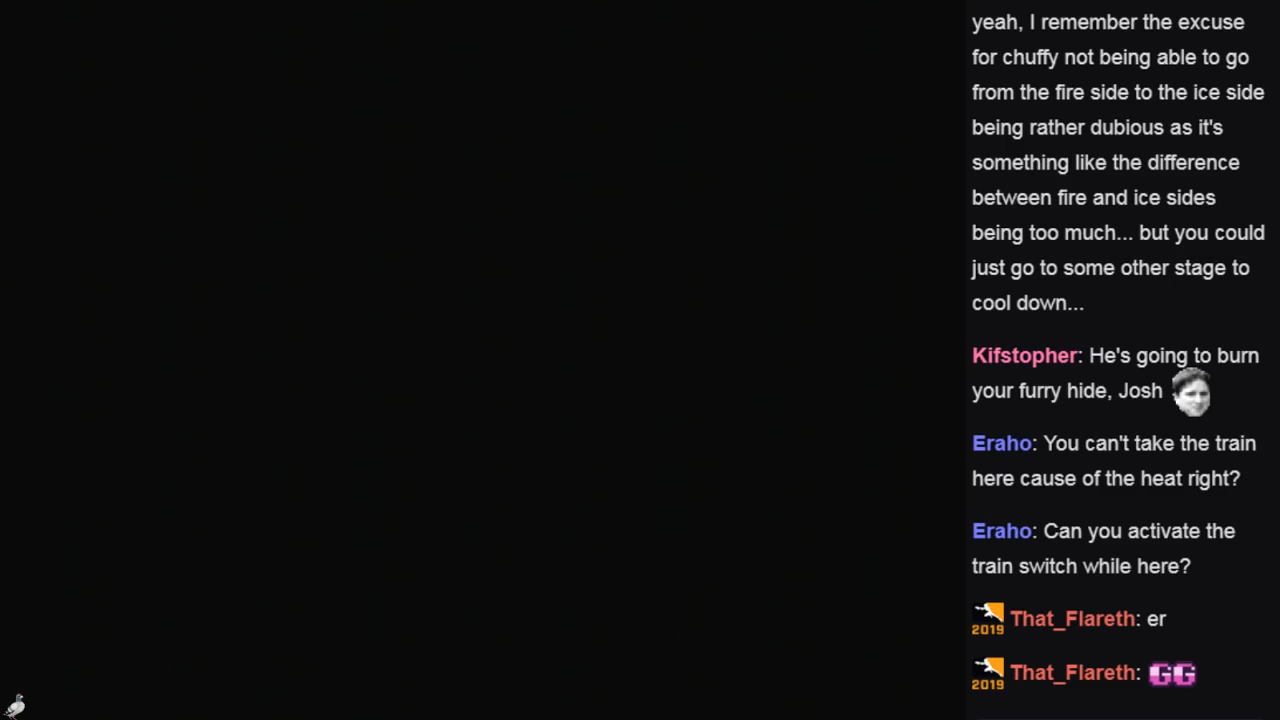 yeah, I remember the excuse
for chuffy not being able to go
from the fire side to the ice side
being rather dubious as it's
something like the difference
between fire and ice sides
being too much... but you could
just go to some other stage to
cool down...
Kifstopher: He's going to burn
your furry hide, Josh
Eraho: You can't take the train
here cause of the heat right?
Eraho: Can you activate the
train switch while here?
2019 That_Flareth: er
2019 That_Flareth: GG